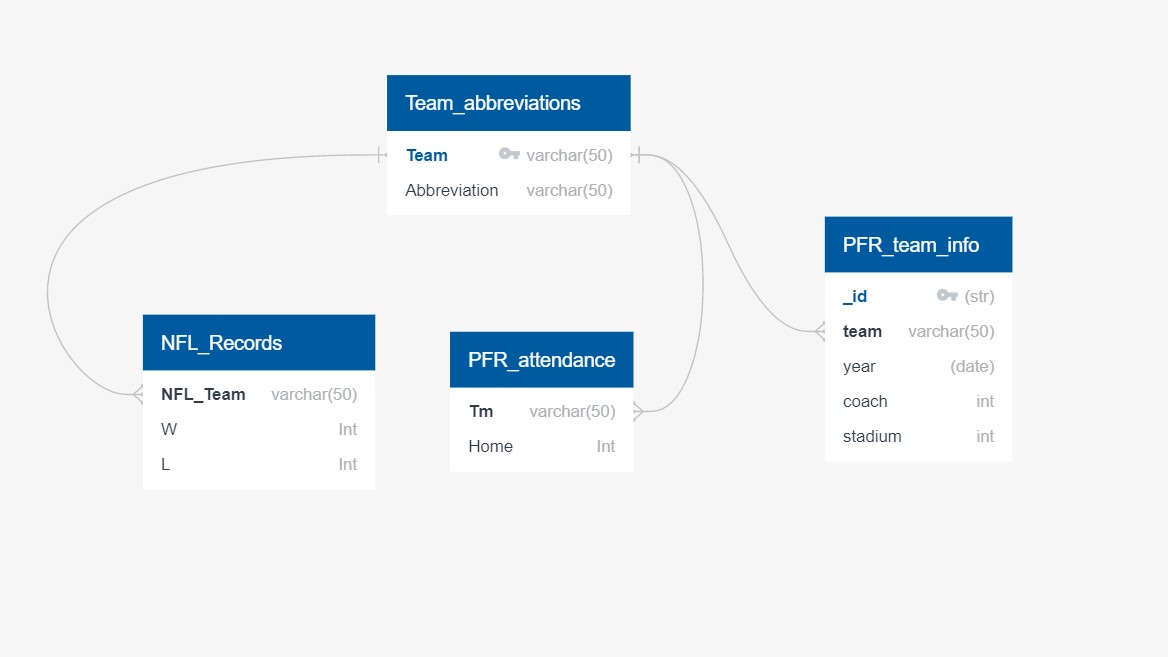 Team_abbreviations
Team varchar(50)
Abbreviation varchar(50)
NFL_Records
NFL_Team varchar(50)
W Int
L Int
PFR_attendance
Tm varchar(50)
Home Int
PFR_team_info
_id (str)
team varchar(50)
year (date)
coach int
stadium int